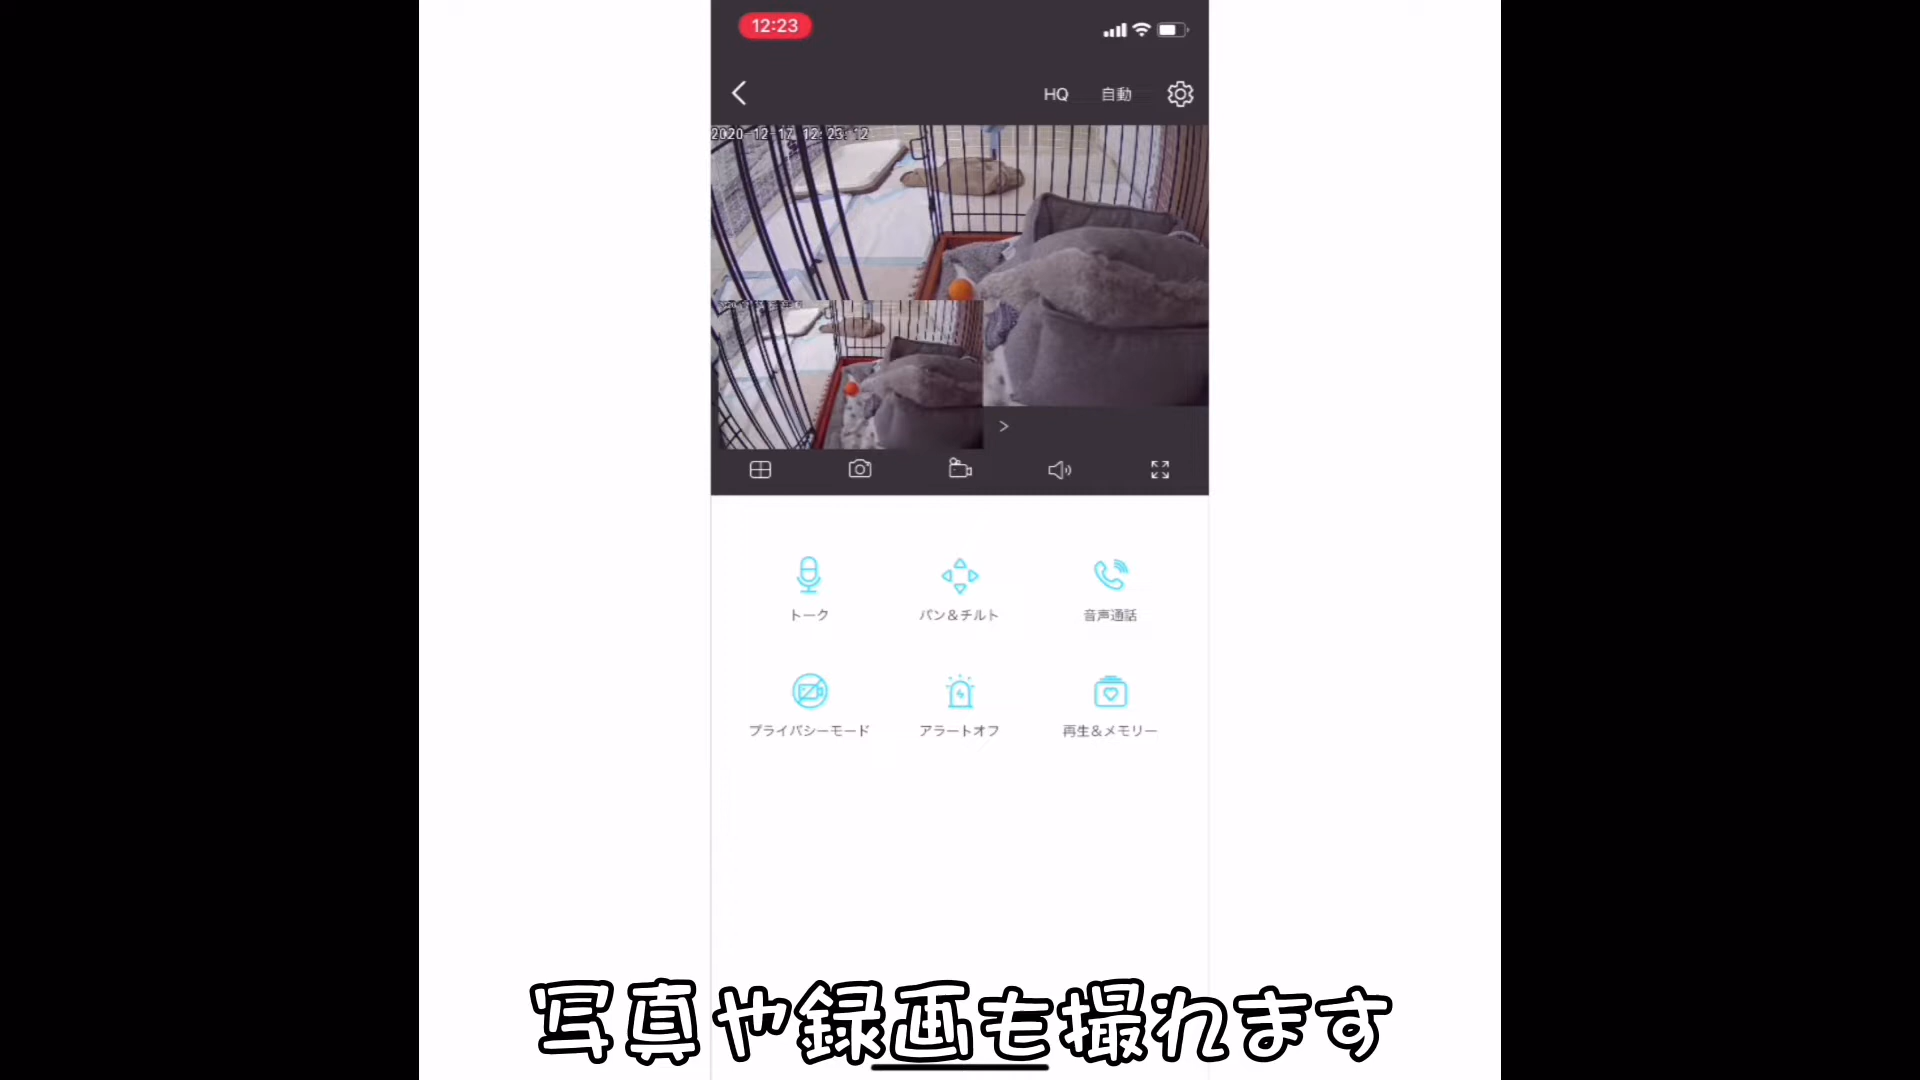 12:23
HQ 自動
2020-12-17 12:23:12
トーク パン&チルト 音声通話
プライバシーモード アラートオフ 再生&メモリー
写真や録画も撮れます